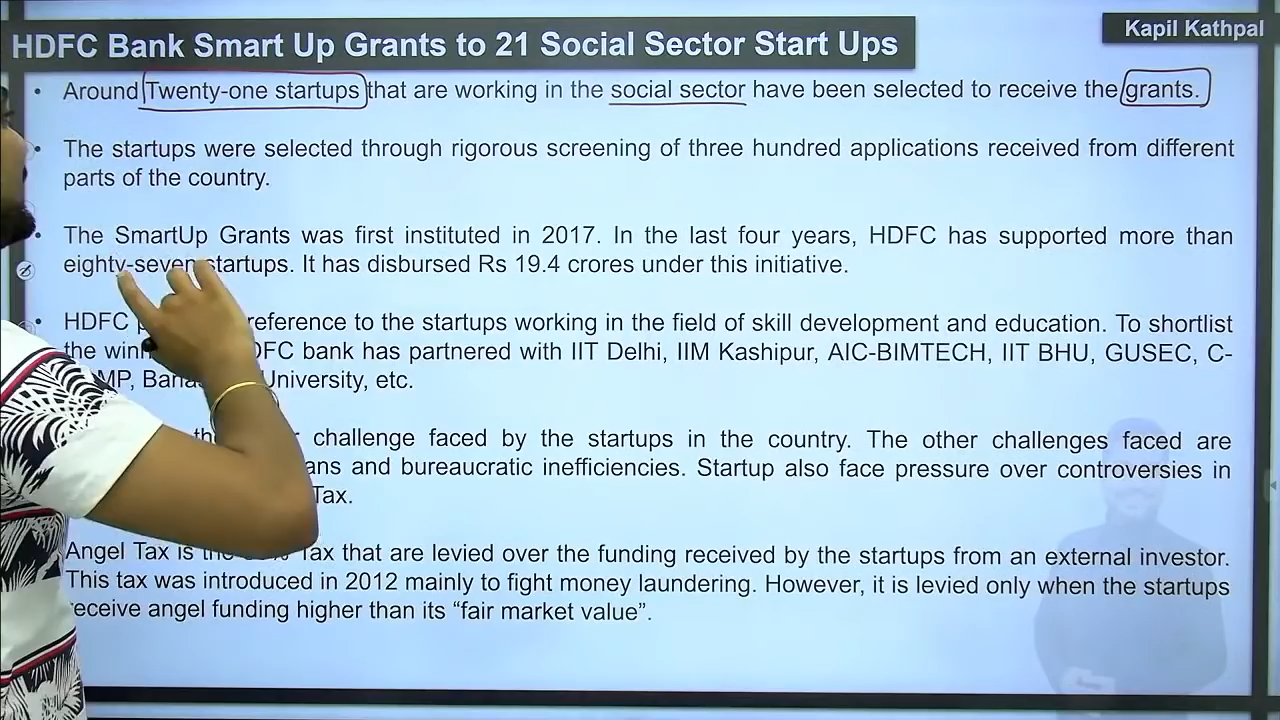 HDFC Bank Smart Up Grants to 21 Social Sector Start Ups
Kapil Kathpal
• Around Twenty-one startups that are working in the social sector have been selected to receive the grants.
• The startups were selected through rigorous screening of three hundred applications received from different
parts of the country.
• The SmartUp Grants was first instituted in 2017. In the last four years, HDFC has supported more than
eighty-seven startups. It has disbursed Rs 19.4 crores under this initiative.
• HDFC reference to the startups working in the field of skill development and education. To shortlist
the bank has partnered with IIT Delhi, IIM Kashipur, AIC-BIMTECH, IIT BHU, GUSEC, C-
University, etc.
challenge faced by the startups in the country. The other challenges faced are
and bureaucratic inefficiencies. Startup also face pressure over controversies in
Tax.
Angel Tax is Tax that are levied over the funding received by the startups from an external investor.
This tax was introduced in 2012 mainly to fight money laundering. However, it is levied only when the startups
receive angel funding higher than its “fair market value”.